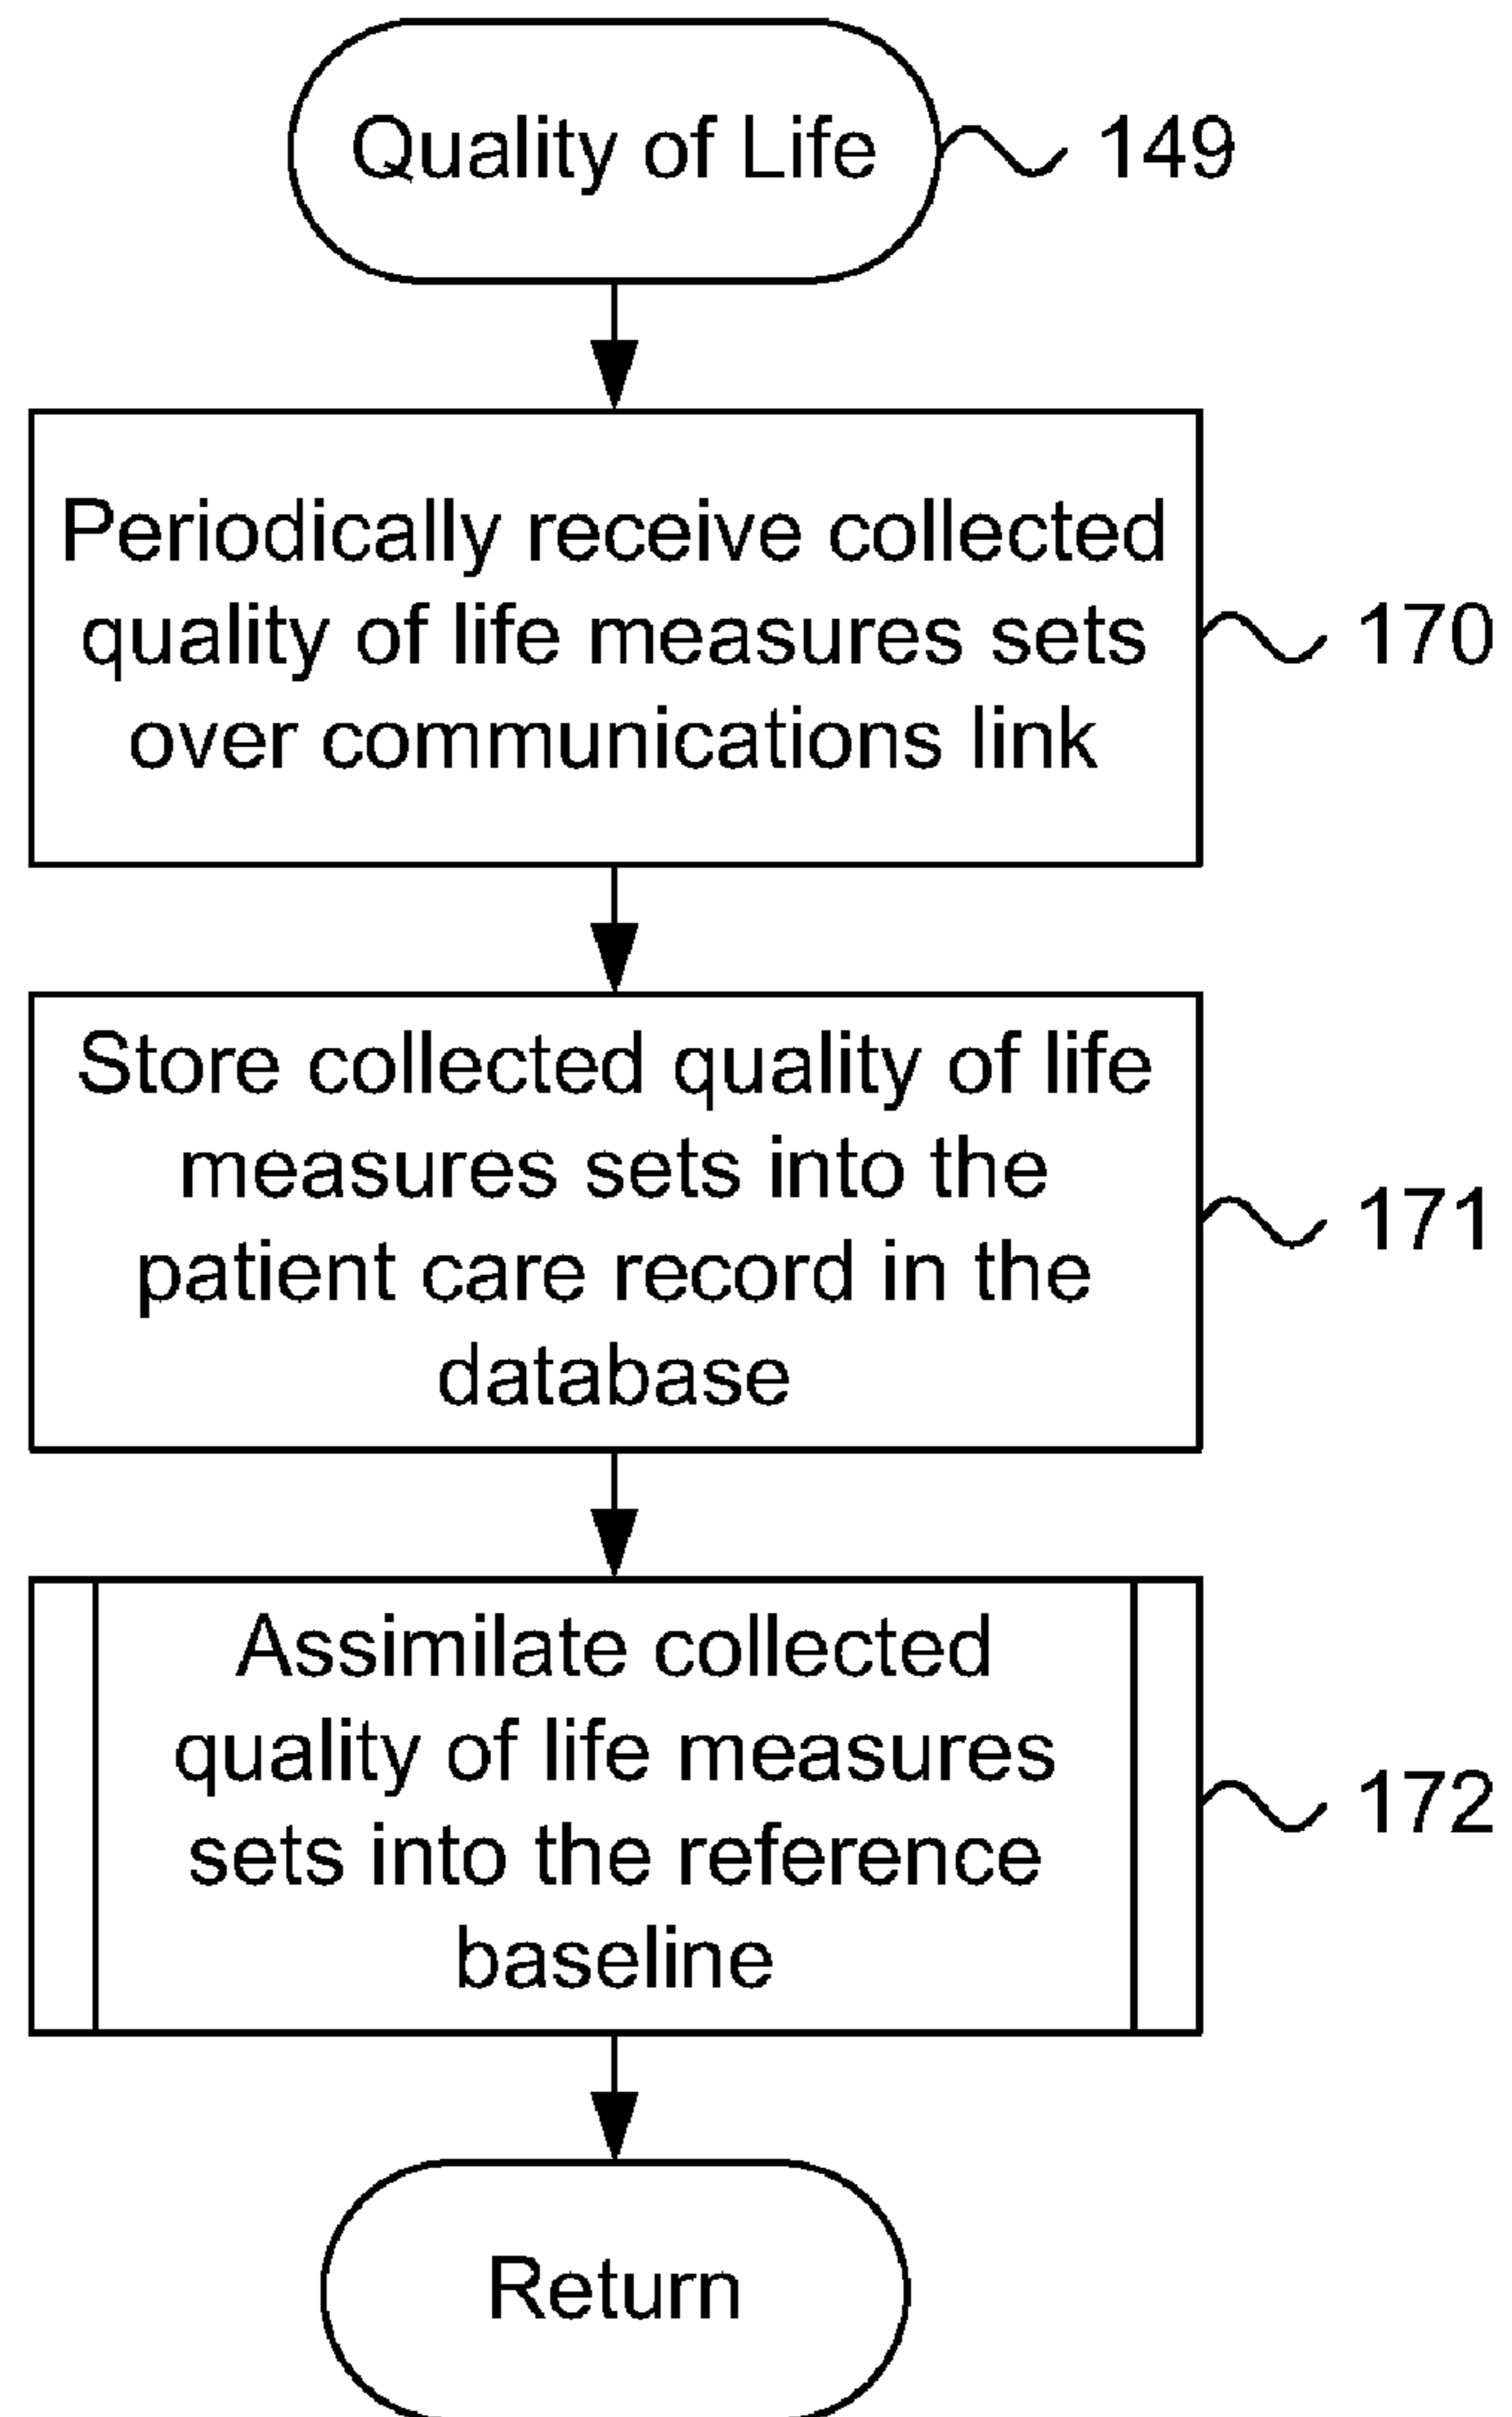 Quality of Life
149
Periodically receive collected
quality of life measures sets
over communications link
170
Store collected quality of life
measures sets into the
patient care record in the
database
171
Assimilate collected
quality of life measures
sets into the reference
baseline
172
Return